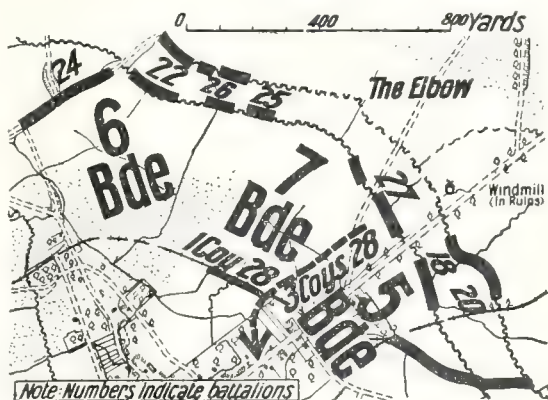 0 400 800 Yards
24
22
26
25
The Elbow
6
Bde
7
Bde
27
Windmill
(In Ruins)
1 Coy 28
3 Coys 28
18
20
5
Bde
Note: Numbers indicate battalions